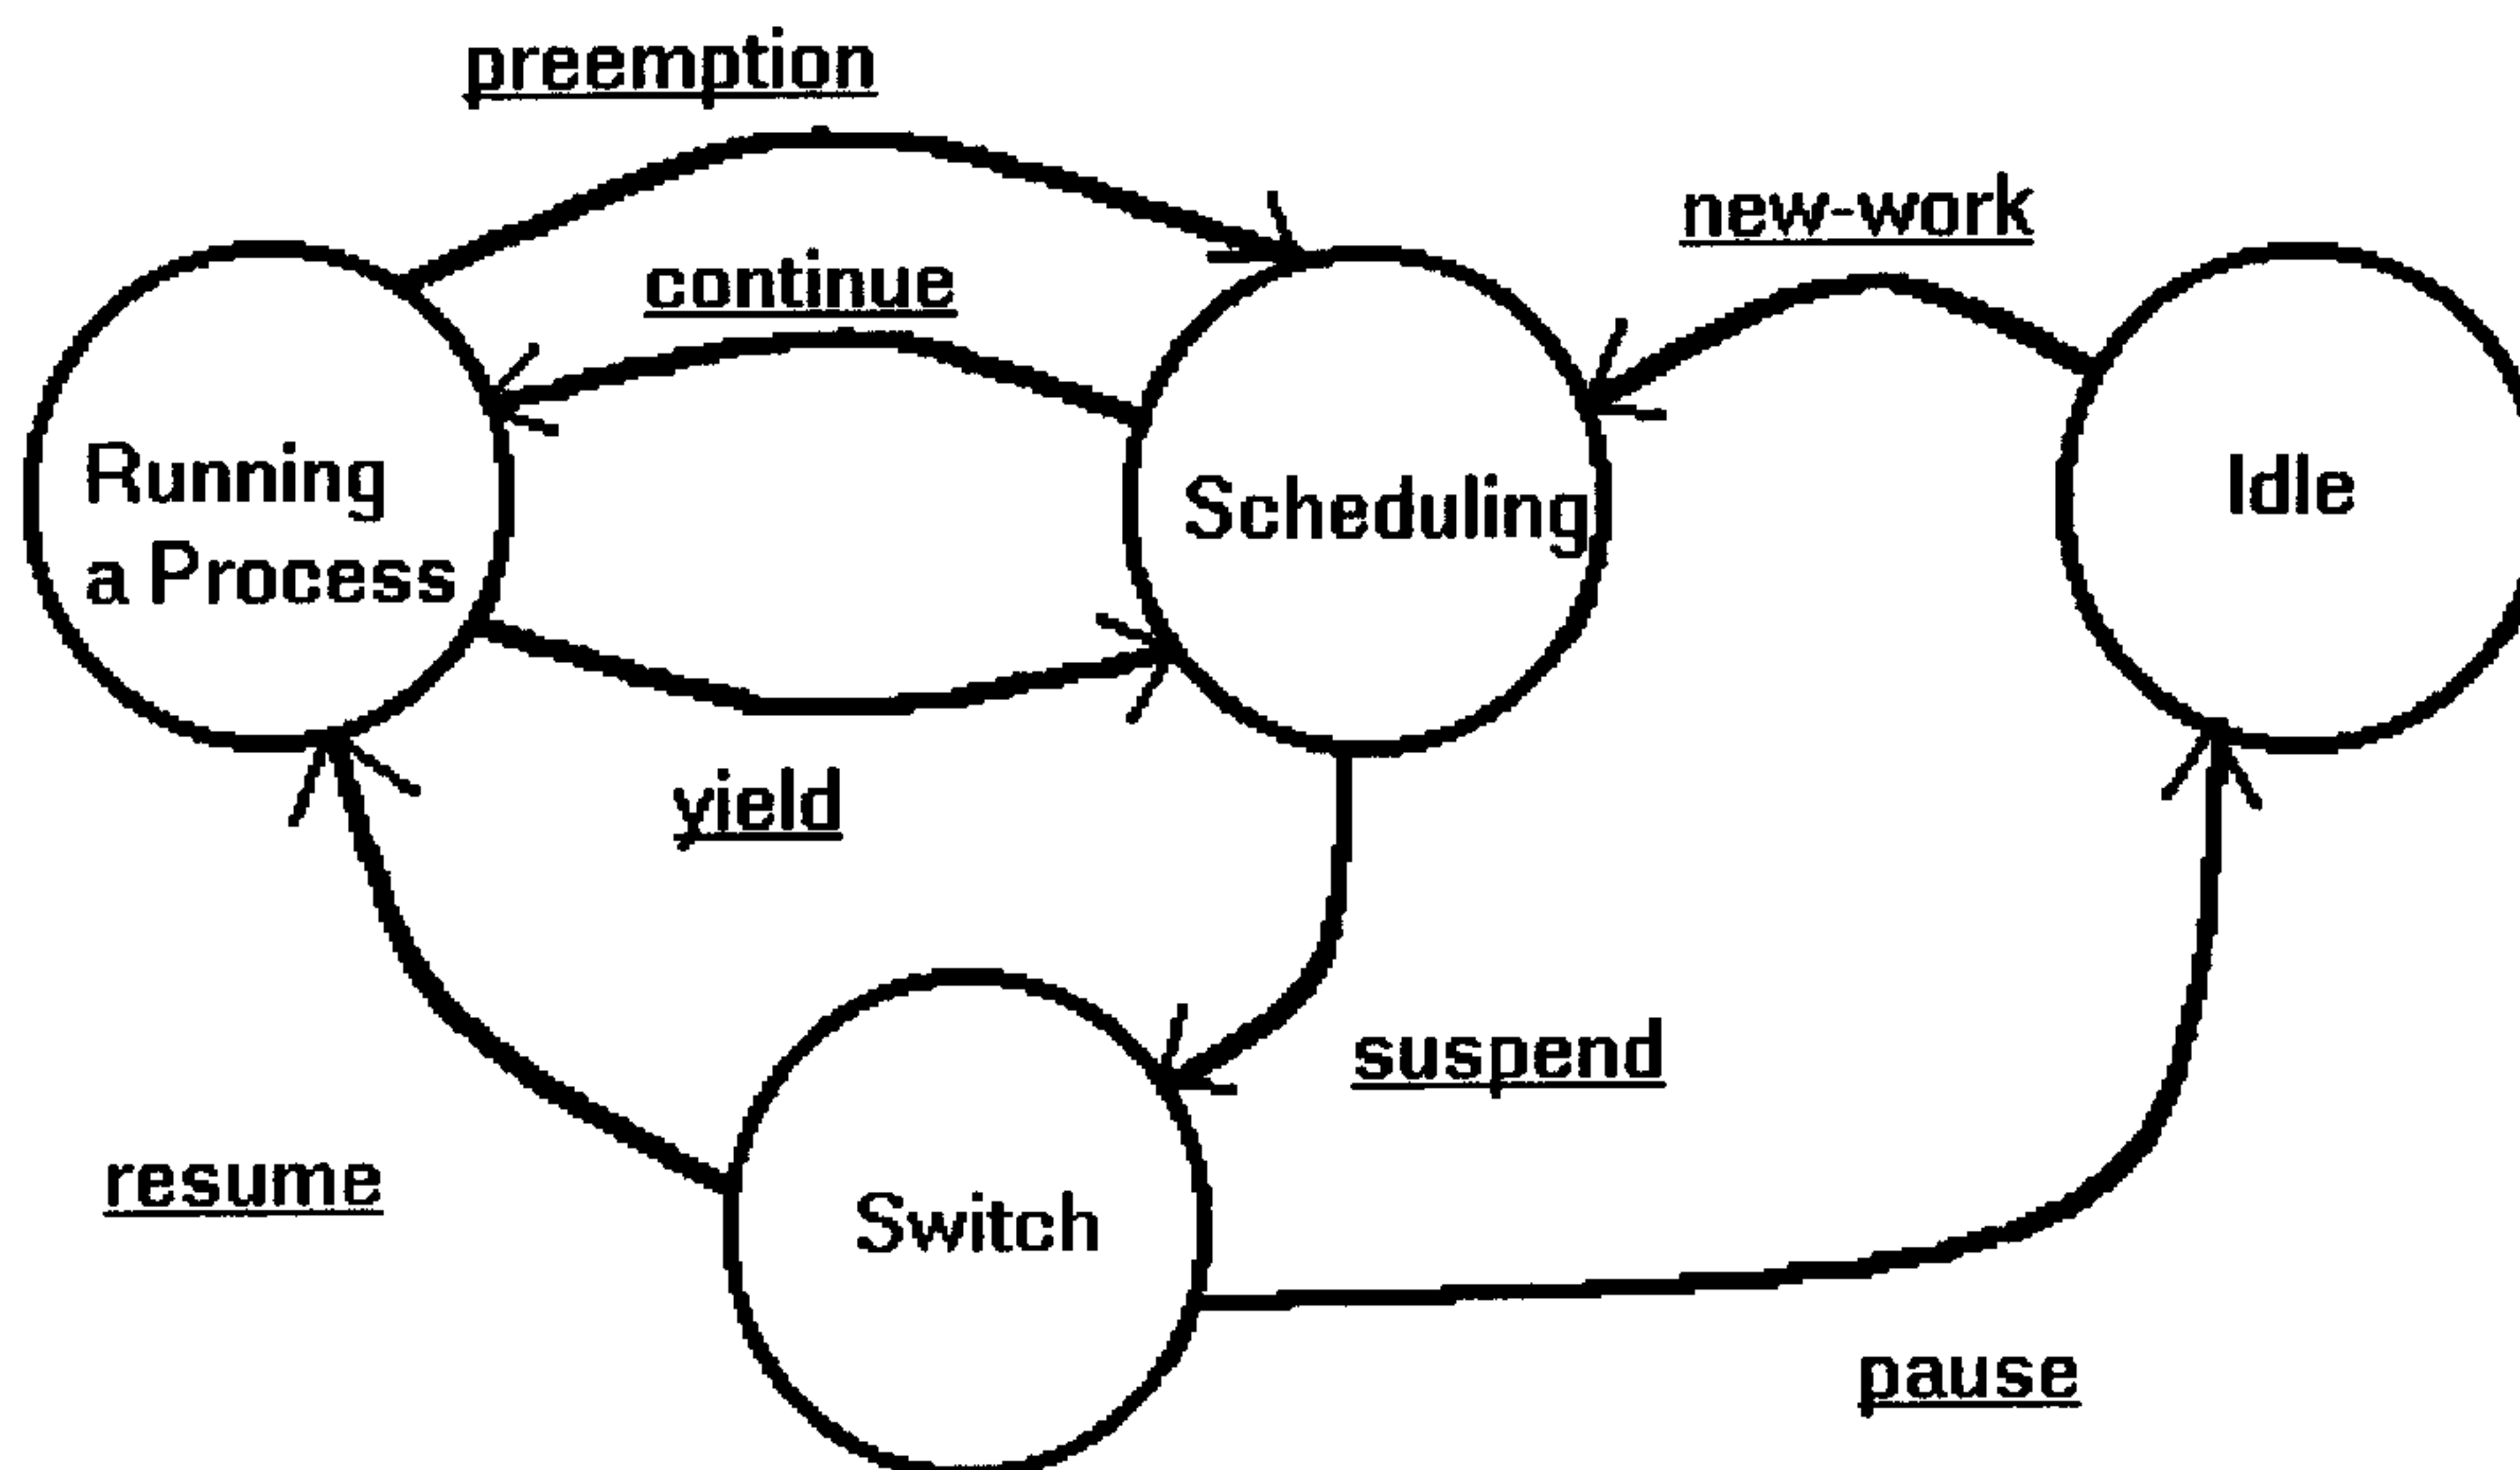 preemption
new-work
continue
Running
a Process
Scheduling
Idle
yield
suspend
resume
Switch
pause